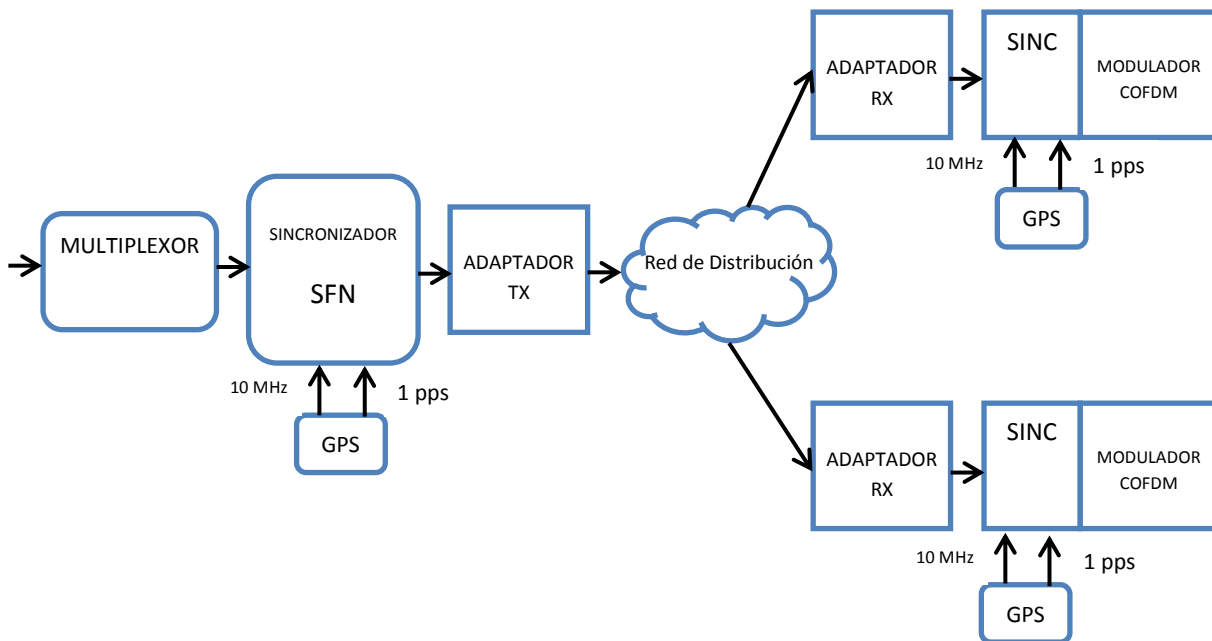 MULTIPLEXOR
SINCRONIZADOR
SFN
10 MHz
1 pps
GPS
ADAPTADOR
TX
Red de Distribución
ADAPTADOR
RX
SINC
MODULADOR
COFDM
10 MHz
1 pps
GPS
ADAPTADOR
RX
SINC
MODULADOR
COFDM
10 MHz
1 pps
GPS